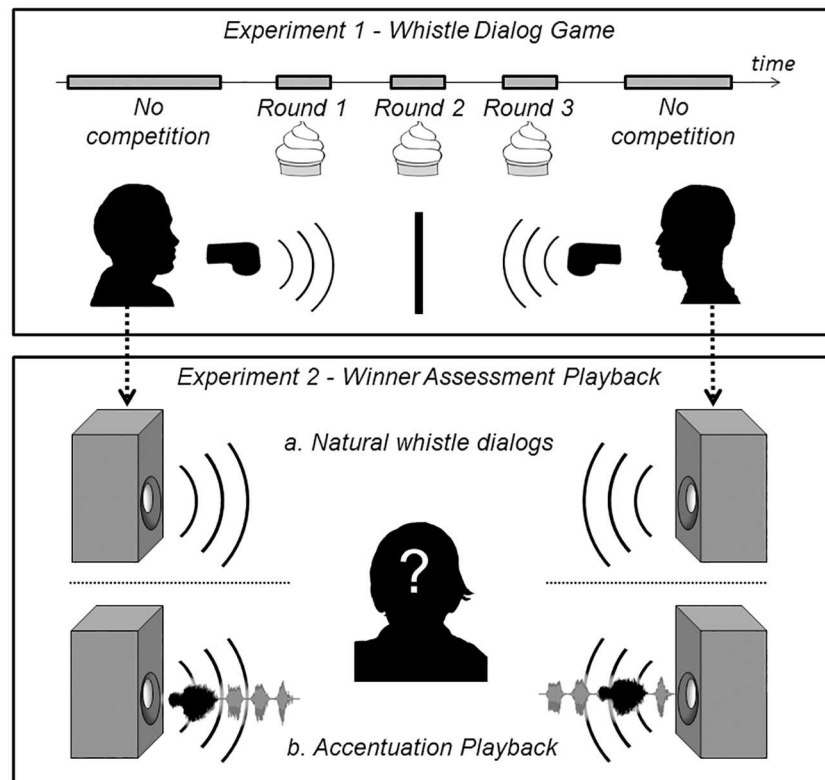 Experiment 1 - Whistle Dialog Game
time
No competition
Round 1
Round 2
Round 3
No competition
Experiment 2 - Winner Assessment Playback
a. Natural whistle dialogs
?
b. Accentuation Playback